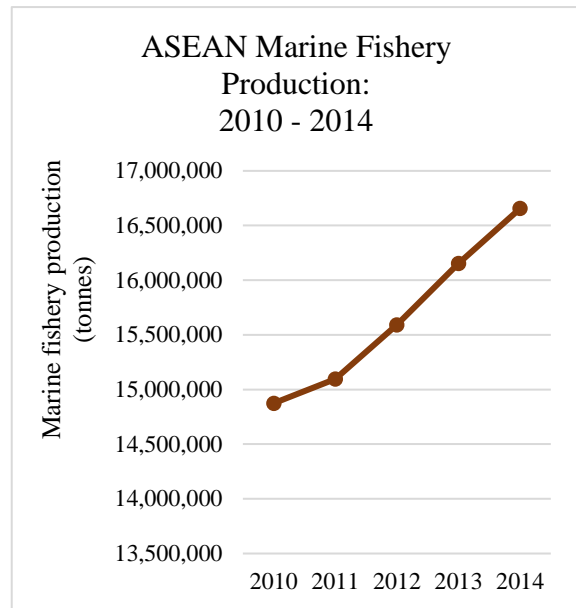 ASEAN Marine Fishery
Production:
2010 - 2014
Marine fishery production
(tonnes)
17,000,000
16,500,000
16,000,000
15,500,000
15,000,000
14,500,000
14,000,000
13,500,000
2010 2011 2012 2013 2014